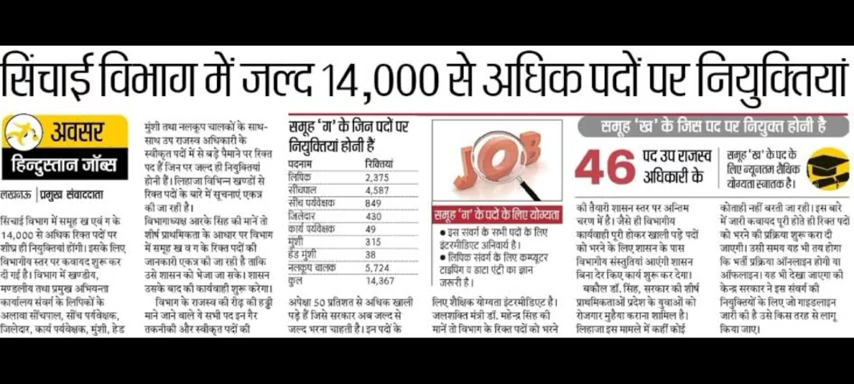 सिंचाई विभाग में जल्द 14,000 से अधिक पदों पर नियुक्तियां
अवसर
हिन्दुस्तान जॉब्स
लखनऊ | प्रमुख संवाददाता
सिंचाई विभाग में समूह ख एवं ग के
14,000 से अधिक रिक्त पदों पर
शीघ्र ही नियुक्तियां होंगी। इसके लिए
विभागीय स्तर पर कवायद शुरू कर
दी गई है। विभाग में खण्डीय,
मण्डलीय तथा प्रमुख अभियन्ता
कार्यालय संवर्ग के लिपिकों के
अलावा सींचपाल, सींच पर्यवेक्षक,
जिलेदार, कार्य पर्यवेक्षक, मुंशी, हेड
मुंशी तथा नलकूप चालकों के साथ-
साथ उप राजस्व अधिकारी के
स्वीकृत पदों में से बड़े पैमाने पर रिक्त
पद हैं जिन पर जल्द ही नियुक्तियां
होनी हैं। लिहाजा विभिन्न खण्डों से
रिक्त पदों के बारे में सूचनाएं एकत्र
की जा रही है।
विभागाध्यक्ष आरके सिंह की मानें तो
शीर्ष प्राथमिकता के आधार पर विभाग
में समूह ख व ग के रिक्त पदों की
जानकारी एकत्र की जा रही है ताकि
उसे शासन को भेजा जा सके। शासन
उसके बाद की कार्यवाही शुरू करेगा।
विभाग के राजस्व की रीढ़ की हड्डी
माने जाने वाले ये सभी पद इन गैर
तकनीकी और स्वीकृत पदों की
समूह 'ग' के जिन पदों पर
नियुक्तियां होनी हैं
पदनाम रिक्तियां
लिपिक 2,375
सींचपाल 4,587
सींच पर्यवेक्षक 849
जिलेदार 430
कार्य पर्यवेक्षक 49
मुंशी 315
हेड मुंशी 38
नलकूप चालक 5,724
कुल 14,367
अपेक्षा 50 प्रतिशत से अधिक खाली
पड़े हैं जिसे सरकार अब जल्द से
जल्द भरना चाहती है। इन पदों के
JOB
समूह 'ग' के पदों के लिए योग्यता
• इस संवर्ग के सभी पदों के लिए
इंटरमीडिएट अनिवार्य है।
• लिपिक संवर्ग के लिए कम्प्यूटर
टाइपिंग व डाटा एंट्री का ज्ञान
जरूरी है।
लिए शैक्षिक योग्यता इंटरमीडिएट है।
जलशक्ति मंत्री डॉ. महेन्द्र सिंह की
मानें तो विभाग के रिक्त पदों को भरने
समूह 'ख' के जिस पद पर नियुक्त होनी है
46 पद उप राजस्व
अधिकारी के
समूह 'ख' के पद के
लिए न्यूनतम शैक्षिक
योग्यता स्नातक है।
की तैयारी शासन स्तर पर अन्तिम
चरण में है। जैसे ही विभागीय
कार्यवाही पूरी होकर खाली पड़े पदों
को भरने के लिए शासन के पास
विभागीय संस्तुतियां आएंगी शासन
बिना देर किए कार्य शुरू कर देगा।
बकौल डॉ. सिंह, सरकार की शीर्ष
प्राथमिकताओं प्रदेश के युवाओं को
रोजगार मुहैया कराना शामिल है।
लिहाजा इस मामले में कहीं कोई
कोताही नहीं बरती जा रही। इस बारे
में जारी कवायद पूरी होते ही रिक्त पदों
को भरने की प्रक्रिया शुरू करा दी
जाएगी। उसी समय यह भी तय होगा
कि भर्ती प्रक्रिया ऑनलाइन होगी या
ऑफलाइन। यह भी देखा जाएगा की
केन्द्र सरकार ने इस संवर्ग की
नियुक्तियों के लिए जो गाइडलाइन
जारी की है उसे किस तरह से लागू
किया जाए।